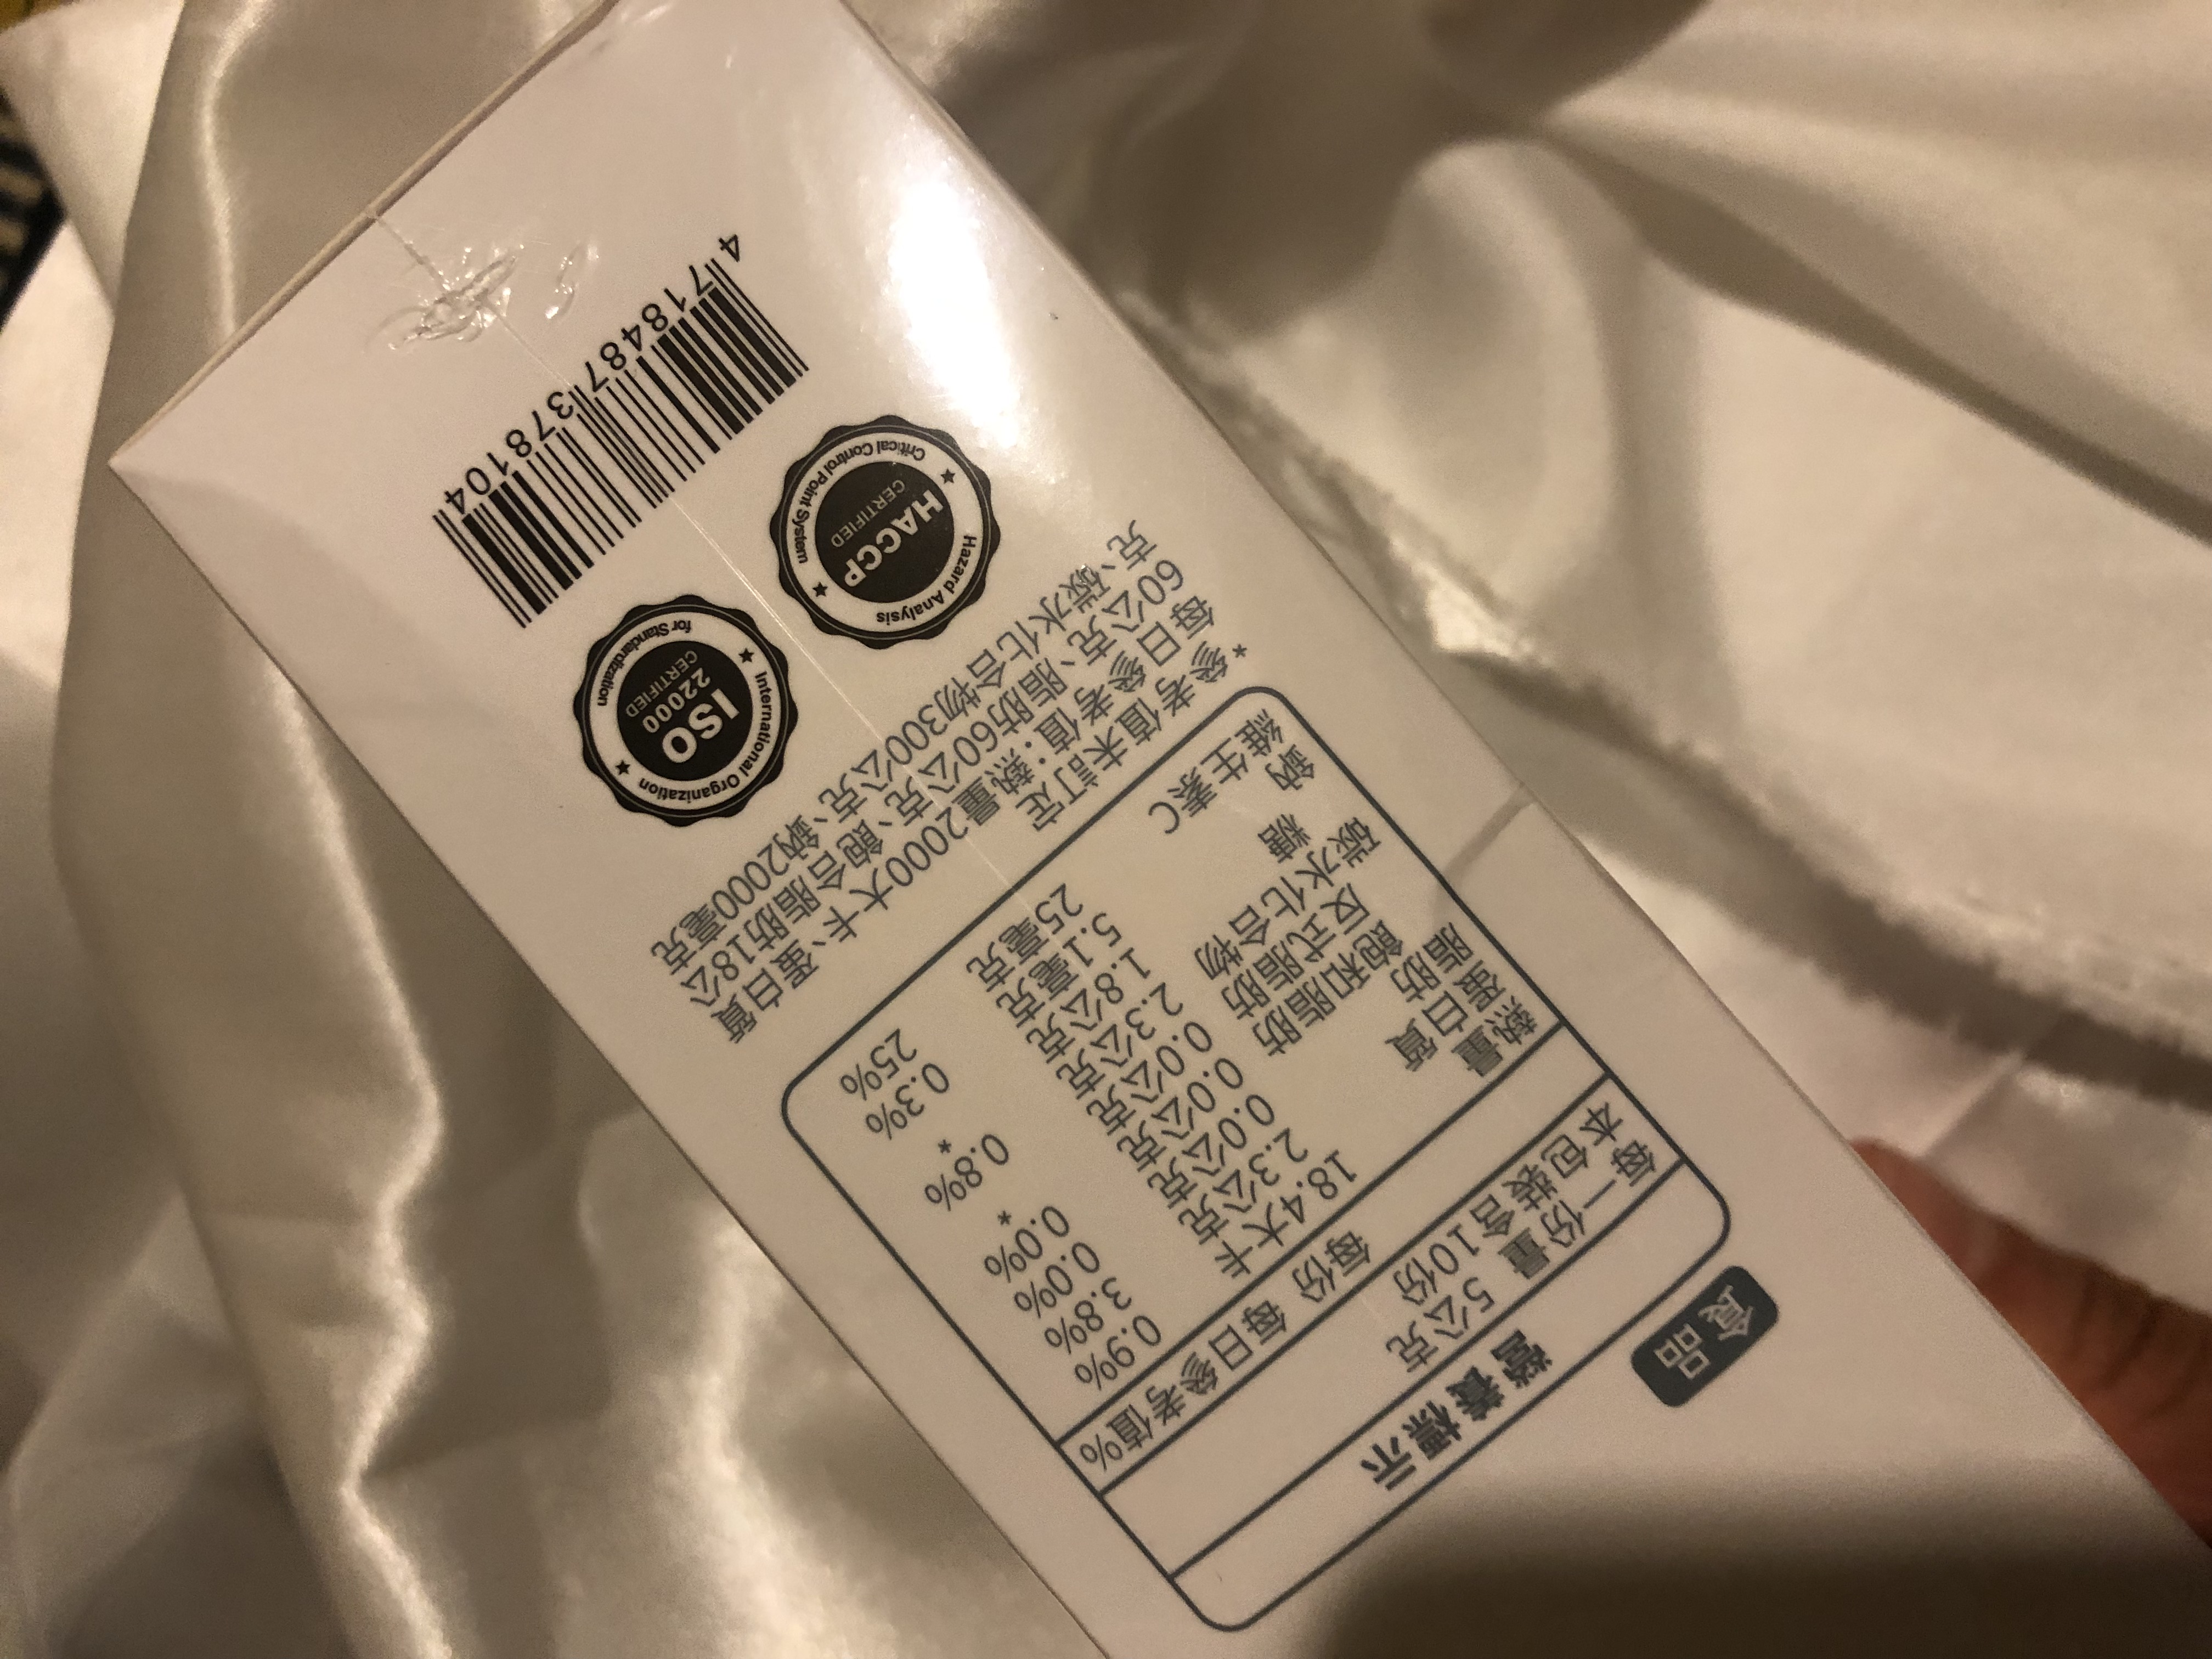 食品
營養標示
每一份量 5公克
本包裝含10份
每份 每日參考值%
熱量 18.4大卡 0.9%
蛋白質 2.3公克 3.8%
脂肪 0.0公克 0.0%
飽和脂肪 0.0公克 0.0%
反式脂肪 0.0公克 *
碳水化合物 2.3公克 0.8%
糖 1.8公克 *
鈉 5.1毫克 0.3%
維生素C 25毫克 25%
*參考值未訂定
每日參考值：熱量2000大卡、蛋白質
60公克、脂肪60公克、飽合脂肪18公
克、碳水化合物300公克、鈉2000毫克
International Organization
ISO
22000
CERTIFIED
for Standardization
Hazard Analysis
HACCP
CERTIFIED
Critical Control Point System
4 718487 378104